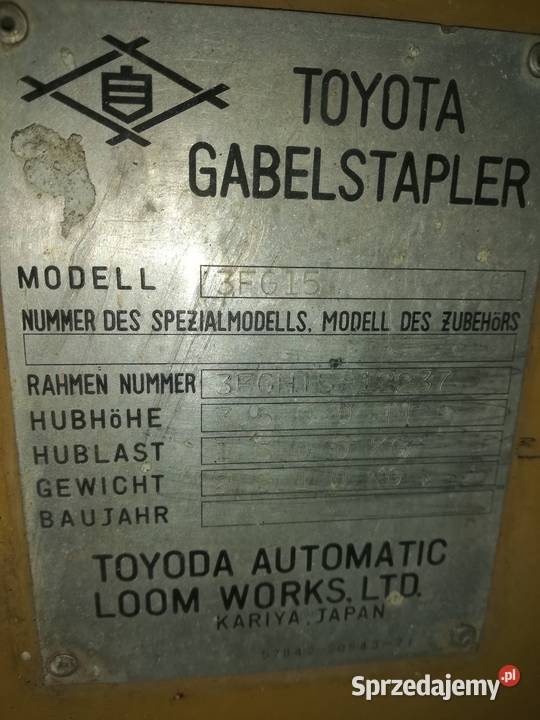 自
TOYOTA
GABELSTAPLER
MODELL 3FG15
NUMMER DES SPEZIALMODELLS, MODELL DES ZUBEHöRS
RAHMEN NUMMER
HUBHöHE
HUBLAST
GEWICHT
BAUJAHR
TOYODA AUTOMATIC
LOOM WORKS, LTD.
KARIYA, JAPAN
Sprzedajemy.pl